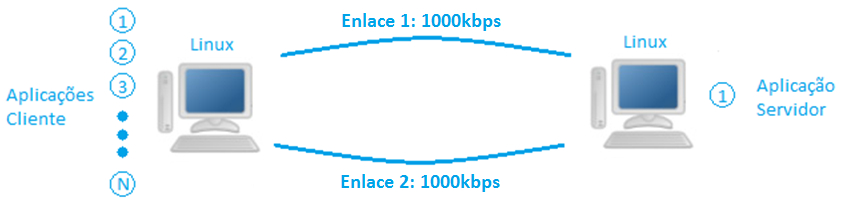 Enlace 1: 1000kbps
1
Linux
Linux
2
Aplicações
Cliente
3
1
Aplicação
Servidor
N
Enlace 2: 1000kbps